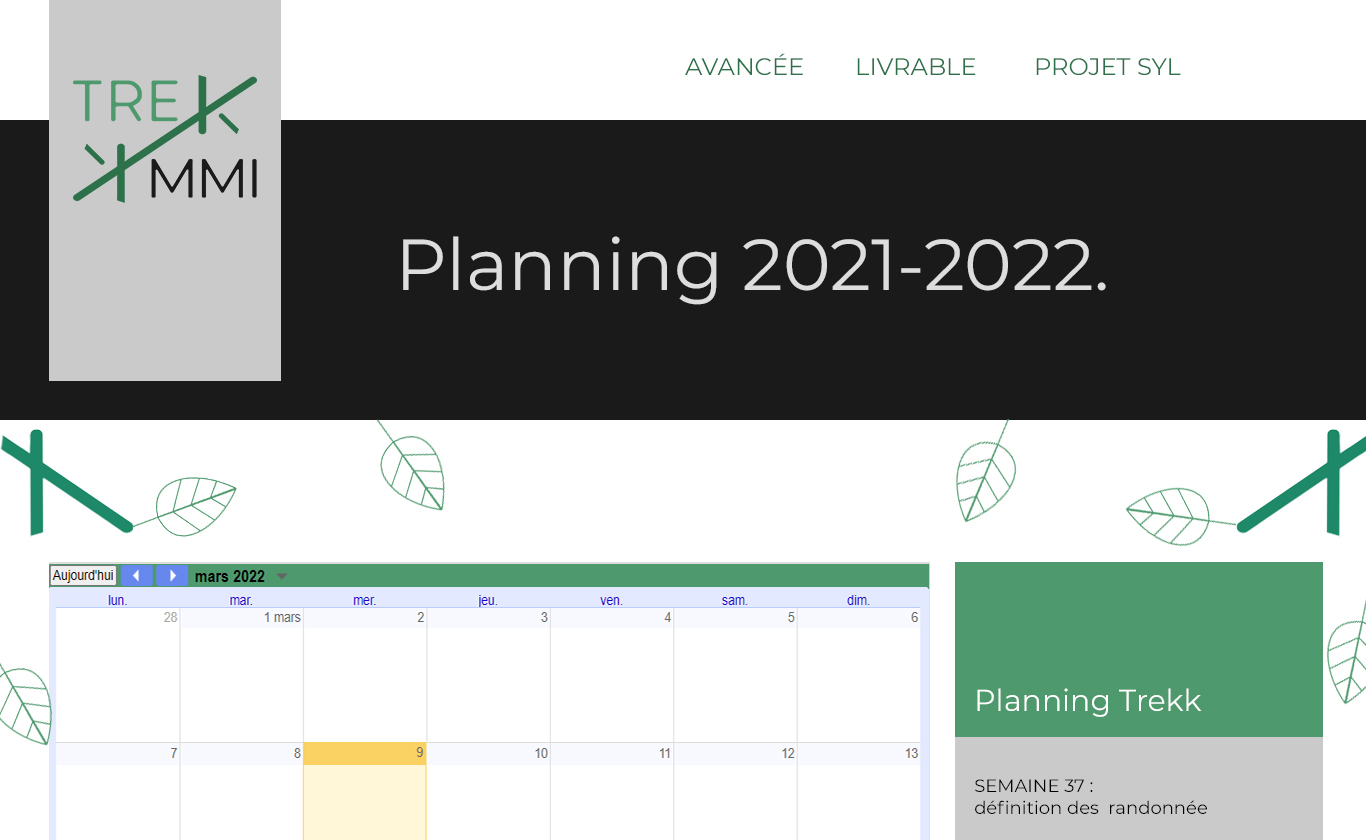 AVANCÉE LIVRABLE PROJET SYL
TREK
K MMI
Planning 2021-2022.
Aujourd'hui mars 2022
lun. mar. mer. jeu. ven. sam. dim.
28 1 mars 2 3 4 5 6
7 8 9 10 11 12 13
Planning Trekk
SEMAINE 37 :
définition des randonnée